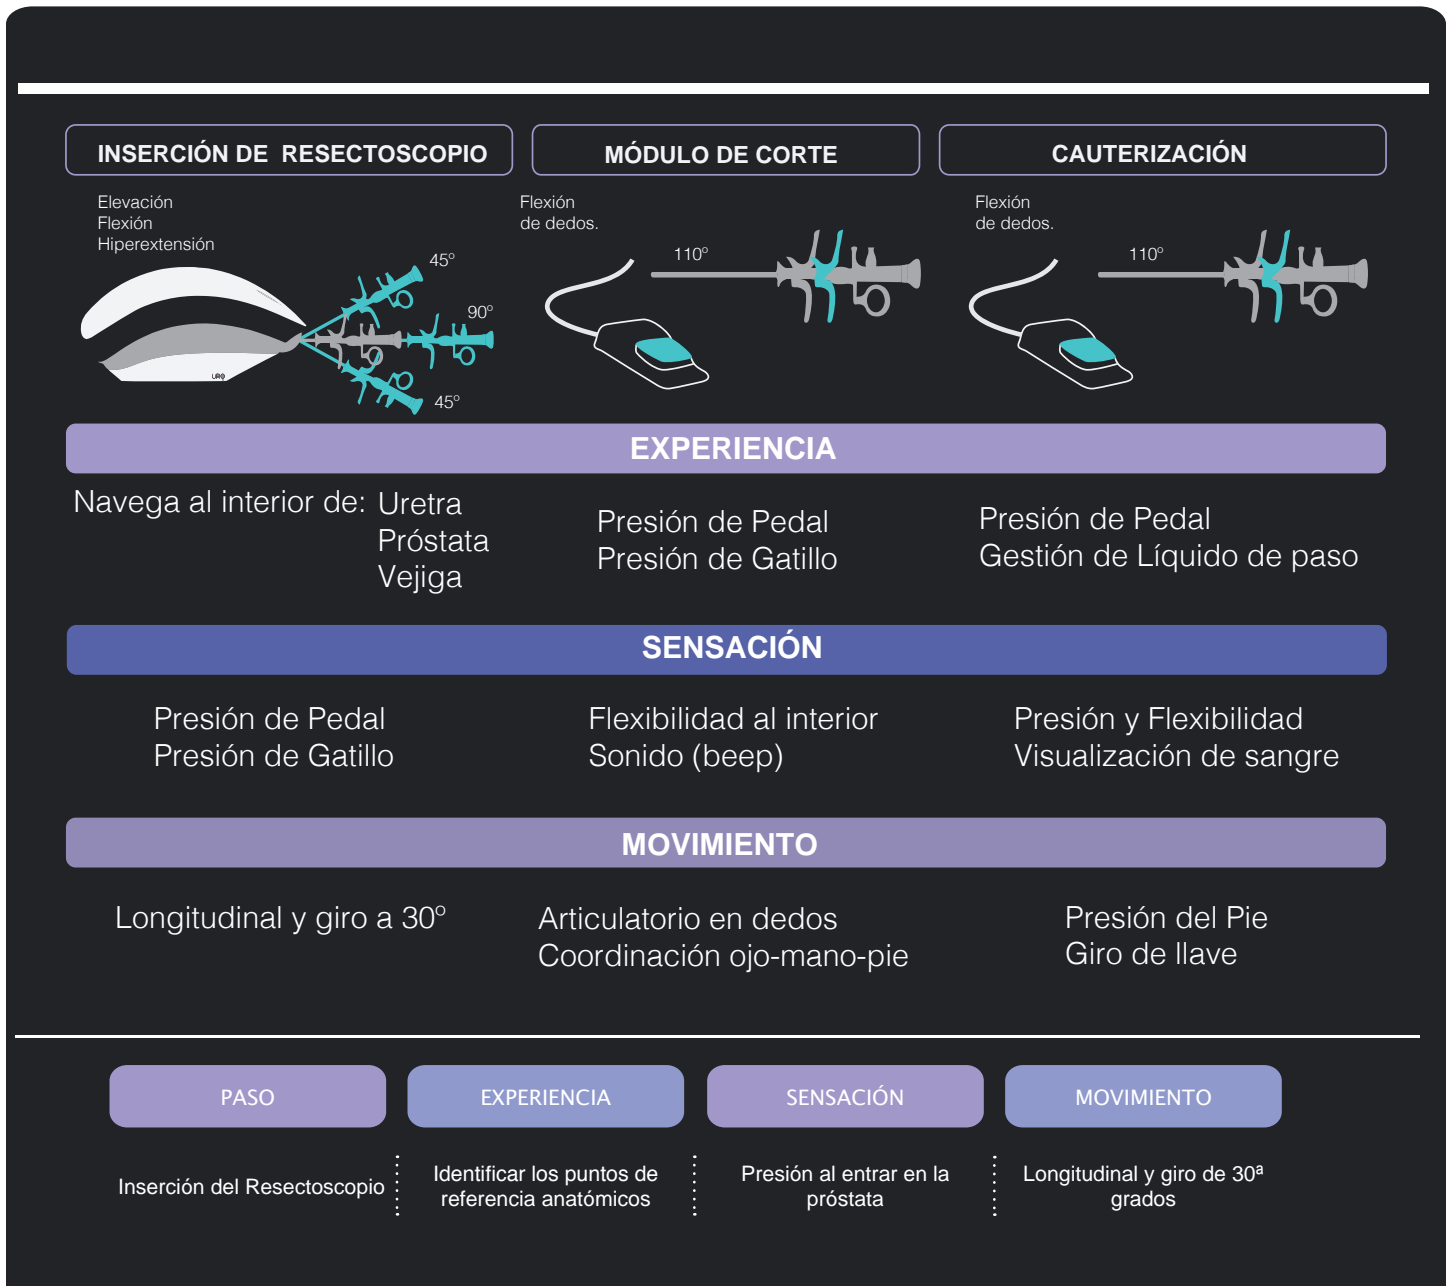 INSERCIÓN DE RESECTOSCOPIO
MÓDULO DE CORTE
CAUTERIZACIÓN
Elevación
Flexión
Hiperextensión
45º
90º
45º
URO
Flexión
de dedos.
110º
Flexión
de dedos.
110º
EXPERIENCIA
Navega al interior de:
Uretra
Próstata
Vejiga
Presión de Pedal
Presión de Gatillo
Presión de Pedal
Gestión de Líquido de paso
SENSACIÓN
Presión de Pedal
Presión de Gatillo
Flexibilidad al interior
Sonido (beep)
Presión y Flexibilidad
Visualización de sangre
MOVIMIENTO
Longitudinal y giro a 30º
Articulatorio en dedos
Coordinación ojo-mano-pie
Presión del Pie
Giro de llave
PASO
EXPERIENCIA
SENSACIÓN
MOVIMIENTO
Inserción del Resectoscopio
Identificar los puntos de
referencia anatómicos
Presión al entrar en la
próstata
Longitudinal y giro de 30ª
grados